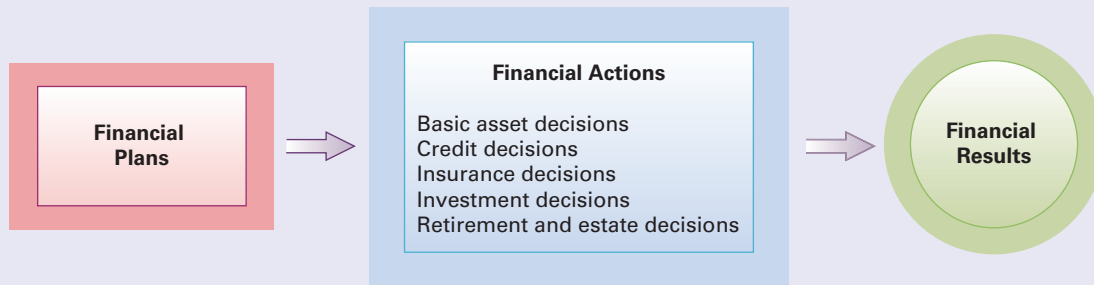 Financial
Plans
Financial Actions
Basic asset decisions
Credit decisions
Insurance decisions
Investment decisions
Retirement and estate decisions
Financial
Results